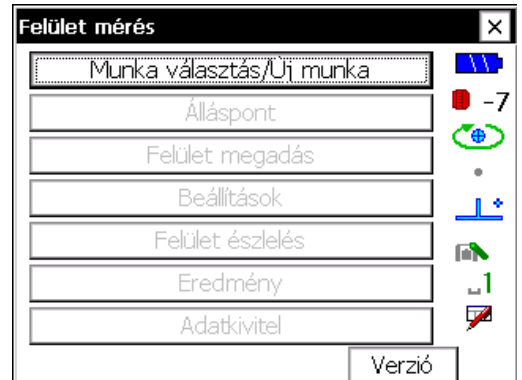 Felület mérés
Munka választás/Új munka
Álláspont
-7
Felület megadás
Beállítások
Felület észlelés
Eredmény
1
Adatkivitel
Verzió